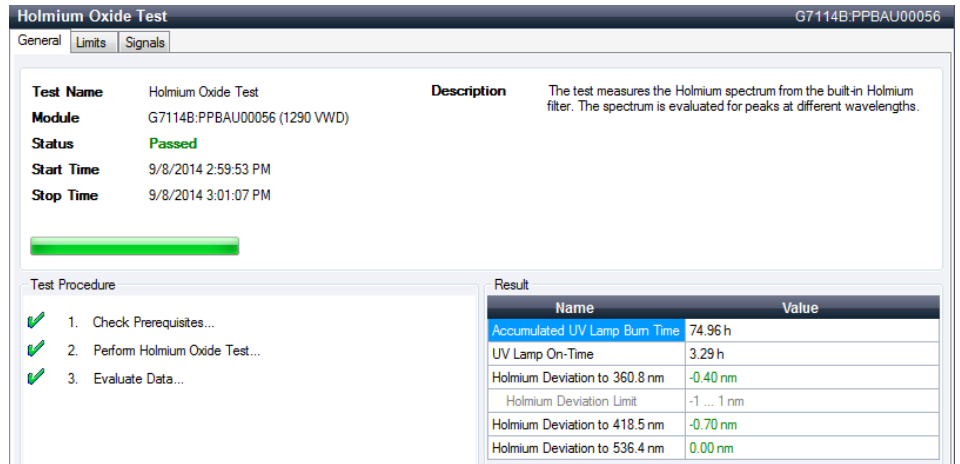 Holmium Oxide Test G7114B:PPBAU00056
General Limits Signals
Test Name Holmium Oxide Test
Module G7114B:PPBAU00056 (1290 VWD)
Status Passed
Start Time 9/8/2014 2:59:53 PM
Stop Time 9/8/2014 3:01:07 PM
Description The test measures the Holmium spectrum from the built-in Holmium
filter. The spectrum is evaluated for peaks at different wavelengths.
Test Procedure
1. Check Prerequisites...
2. Perform Holmium Oxide Test...
3. Evaluate Data...
Result
Name Value
Accumulated UV Lamp Burn Time 74.96 h
UV Lamp On-Time 3.29 h
Holmium Deviation to 360.8 nm -0.40 nm
Holmium Deviation Limit -1 ... 1 nm
Holmium Deviation to 418.5 nm -0.70 nm
Holmium Deviation to 536.4 nm 0.00 nm